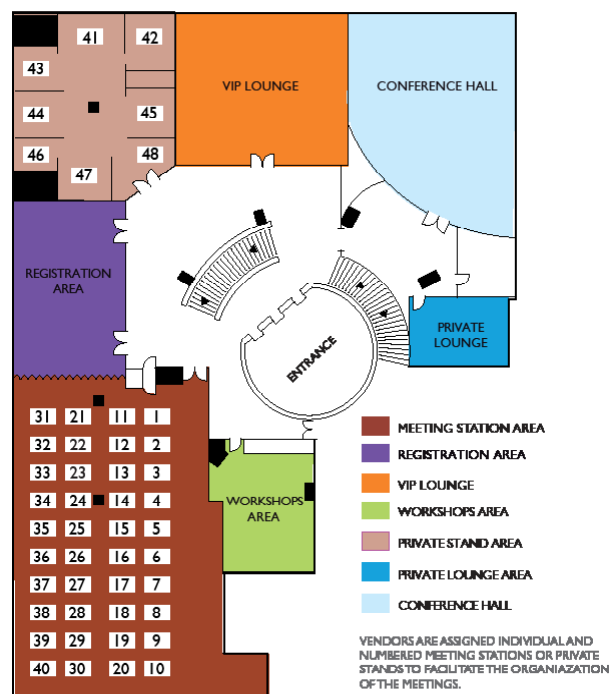 41 42
43
44 45
46 48
47
VIP LOUNGE
CONFERENCE HALL
REGISTRATION
AREA
ENTRANCE
PRIVATE
LOUNGE
31 21 11 1
32 22 12 2
33 23 13 3
34 24 14 4
35 25 15 5
36 26 16 6
37 27 17 7
38 28 18 8
39 29 19 9
40 30 20 10
WORKSHOPS
AREA
MEETING STATION AREA
REGISTRATION AREA
VIP LOUNGE
WORKSHOPS AREA
PRIVATE STAND AREA
PRIVATE LOUNGE AREA
CONFERENCE HALL
VENDORS ARE ASSIGNED INDIVIDUAL AND
NUMBERED MEETING STATIONS OR PRIVATE
STANDS TO FACILITATE THE ORGANIAZATION
OF THE MEETINGS.